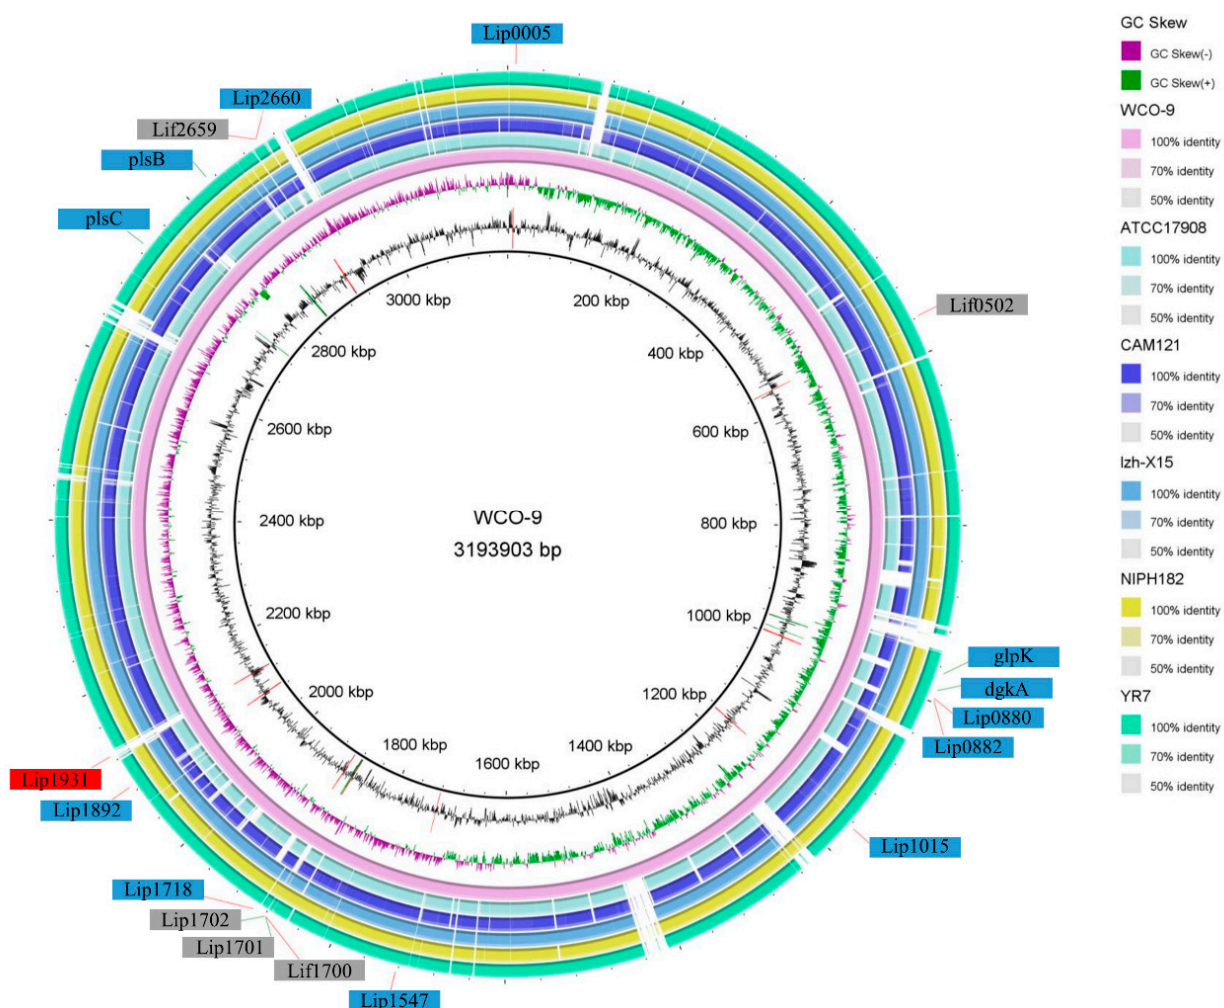 Lip0005
Lip2660
Lif2659
plsB
plsC
Lif0502
glpK
dgkA
Lip0880
Lip0882
Lip1015
Lip1547
Lif1700
Lip1701
Lip1702
Lip1718
Lip1892
Lip1931
200 kbp
400 kbp
600 kbp
800 kbp
1000 kbp
1200 kbp
1400 kbp
1600 kbp
1800 kbp
2000 kbp
2200 kbp
2400 kbp
2600 kbp
2800 kbp
3000 kbp
WCO-9
3193903 bp
GC Skew
GC Skew(-)
GC Skew(+)
WCO-9
100% identity
70% identity
50% identity
ATCC17908
100% identity
70% identity
50% identity
CAM121
100% identity
70% identity
50% identity
lzh-X15
100% identity
70% identity
50% identity
NIPH182
100% identity
70% identity
50% identity
YR7
100% identity
70% identity
50% identity